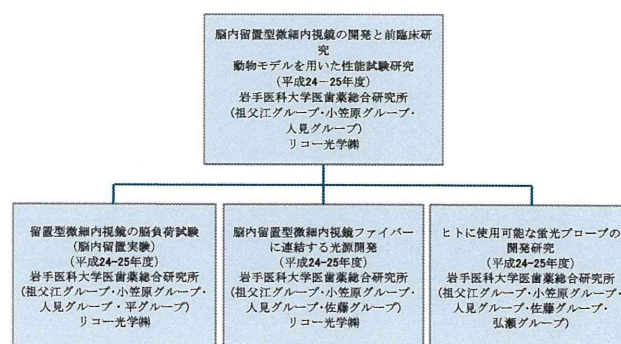 脳内留置型微細内視鏡の開発と前臨床研
究
動物モデルを用いた性能試験研究
(平成24－25年度)
岩手医科大学医歯薬総合研究所
(祖父江グループ・小笠原グループ・
人見グループ)
リコー光学㈱
留置型微細内視鏡の脳負荷試験
(脳内留置実験)
(平成24-25年度)
岩手医科大学医歯薬総合研究所
(祖父江グループ・小笠原グループ・
人見グループ・平グループ)
リコー光学㈱
脳内留置型微細内視鏡ファイバー
に連結する光源開発
(平成24-25年度)
岩手医科大学医歯薬総合研究所
(祖父江グループ・小笠原グループ・
人見グループ・佐藤グループ)
リコー光学㈱
ヒトに使用可能な蛍光プローブの
開発研究
(平成24-25年度)
岩手医科大学医歯薬総合研究所
(祖父江グループ・小笠原グループ・
人見グループ・佐藤グループ・
弘瀬グループ)